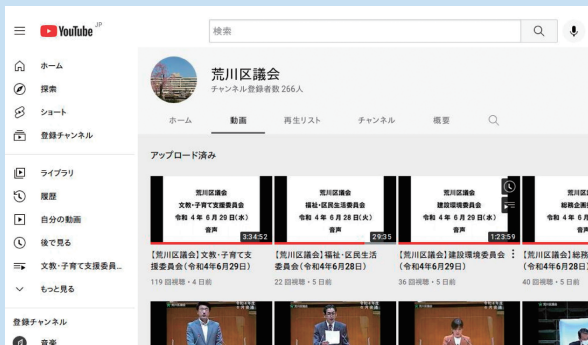 YouTube JP
検索
ホーム
探索
ショート
登録チャンネル
ライブラリ
履歴
自分の動画
後で見る
文教・子育て支援委員...
もっと見る
登録チャンネル
音楽
荒川区議会
チャンネル登録者数 266人
ホーム
動画
再生リスト
チャンネル
概要
アップロード済み
荒川区議会
文教・子育て支援委員会
令和 4 年 6 月 29 日(水)
音声
3:34:52
【荒川区議会】文教・子育て支
援委員会(令和4年6月29日)
119 回視聴・4 日前
荒川区議会
福祉・区民生活委員会
令和 4 年 6 月 28 日(火)
音声
29:35
【荒川区議会】福祉・区民生活
委員会(令和4年6月28日)
22 回視聴・5 日前
荒川区議会
建設環境委員会
令和 4 年 6 月 29 日(水)
音声
1:23:59
【荒川区議会】建設環境委員会
(令和4年6月29日)
36 回視聴・5 日前
荒川区
総務企画
令和 4 年 6 月
音声
【荒川区議会】総務
(令和4年6月28日
40 回視聴・5 日前